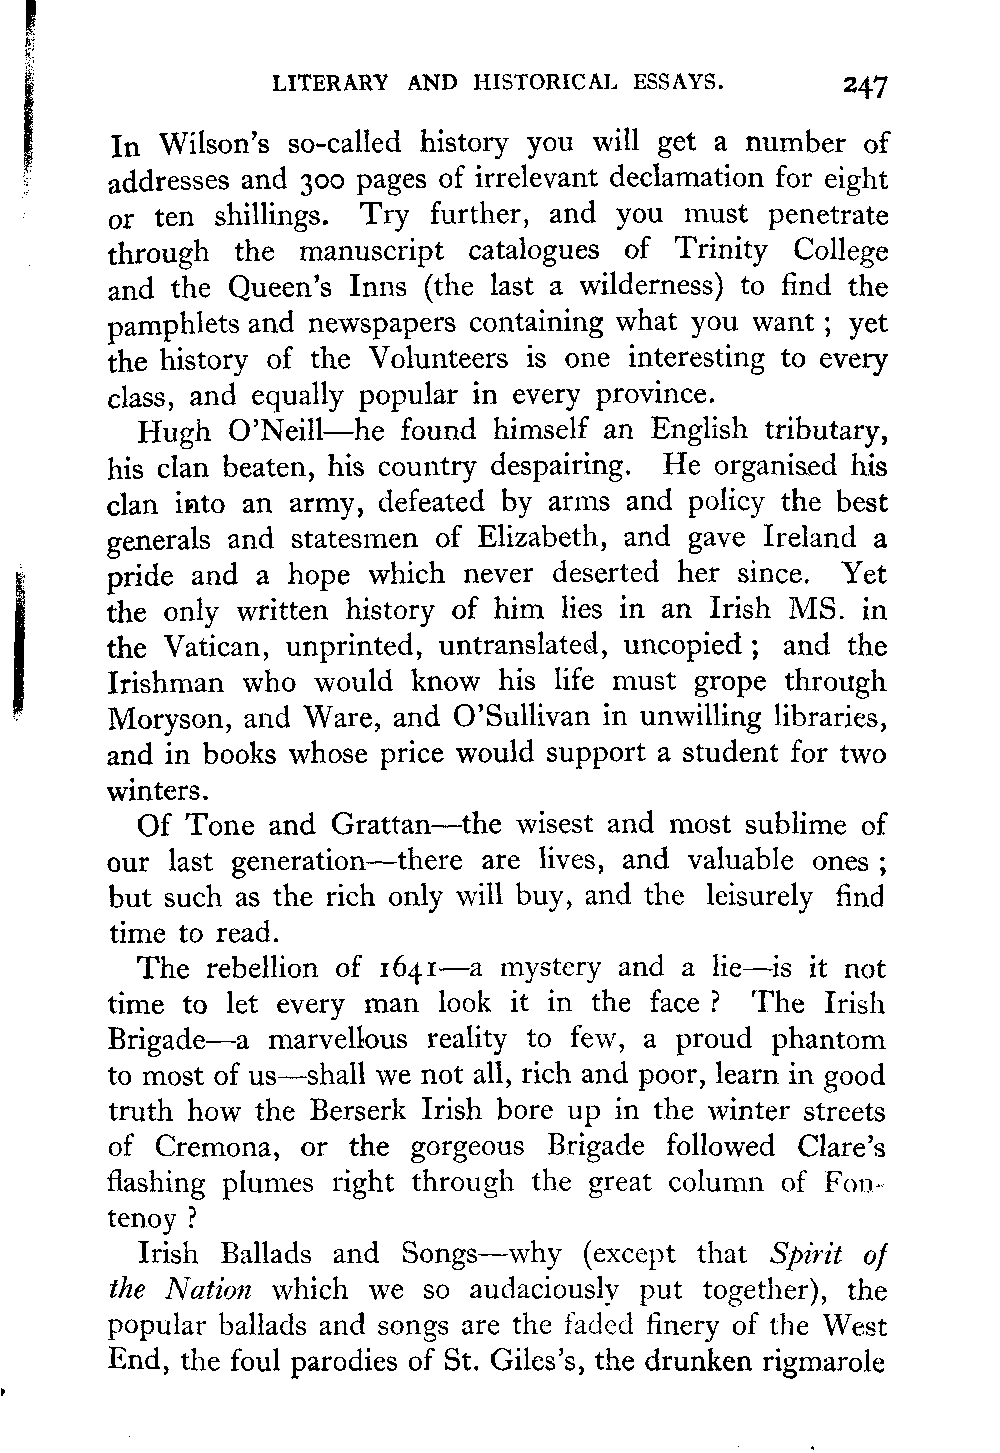 LITERARY AND HISTORICAL ESSAYS. 247
In Wilson's so-called history you will get a number of
addresses and 300 pages of irrelevant declamation for eight
or ten shillings. Try further, and you must penetrate
through the manuscript catalogues of Trinity College
and the Queen's Inns (the last a wilderness) to find the
pamphlets and newspapers containing what you want ; yet
the history of the Volunteers is one interesting to every
class, and equally popular in every province.
Hugh O'Neill—he found himself an English tributary,
his clan beaten, his country despairing. He organised his
clan into an army, defeated by arms and policy the best
generals and statesmen of Elizabeth, and gave Ireland a
pride and a hope which never deserted her since. Yet
the only written history of him lies in an Irish MS. in
the Vatican, unprinted, untranslated, uncopied ; and the
Irishman who would know his life must grope through
Moryson, and Ware, and O'Sullivan in unwilling libraries,
and in books whose price would support a student for two
winters.
Of Tone and Grattan—the wisest and most sublime of
our last generation—there are lives, and valuable ones ;
but such as the rich only will buy, and the leisurely find
time to read.
The rebellion of 1641—a mystery and a lie—is it not
time to let every man look it in the face ? The Irish
Brigade—a marvellous reality to few, a proud phantom
to most of us—shall we not all, rich and poor, learn in good
truth how the Berserk Irish bore up in the winter streets
of Cremona, or the gorgeous Brigade followed Clare's
flashing plumes right through the great column of Fon-
tenoy ?
Irish Ballads and Songs—why (except that Spirit of
the Nation which we so audaciously put together), the
popular ballads and songs are the faded finery of the West
End, the foul parodies of St. Giles's, the drunken rigmarole